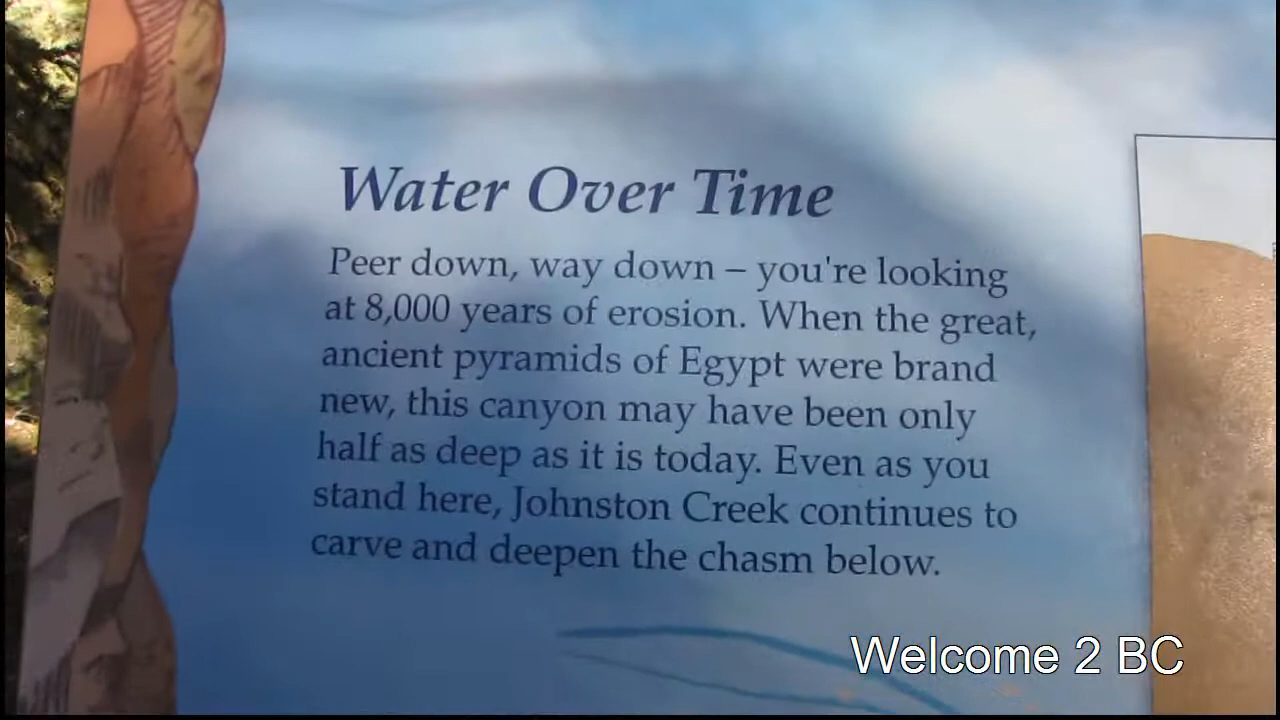 Water Over Time
Peer down, way down – you're looking
at 8,000 years of erosion. When the great,
ancient pyramids of Egypt were brand
new, this canyon may have been only
half as deep as it is today. Even as you
stand here, Johnston Creek continues to
carve and deepen the chasm below.
Welcome 2 BC